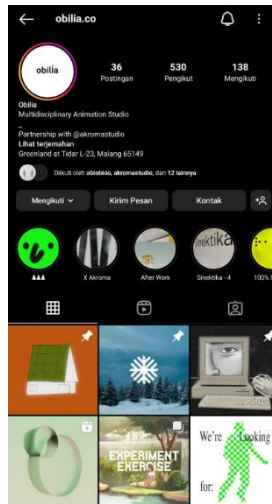 obilia.co
obilia
36
530
138
Postingan
Pengikut
Mengikuti
Obilia
Multidisciplinary Animation Studio
–
Partnership with @akromastudio
Lihat terjemahan
Greenland at Tidar L-23, Malang 65149
Diikuti oleh obiobioo, akromastudio, dan 12 lainnya
Mengikuti
Kirim Pesan
Kontak
sinektika
▲▲▲
X Akroma
After Work
Sinektika - 4
100%
EXPERIMENT
EXERCISE
We're Looking
for: